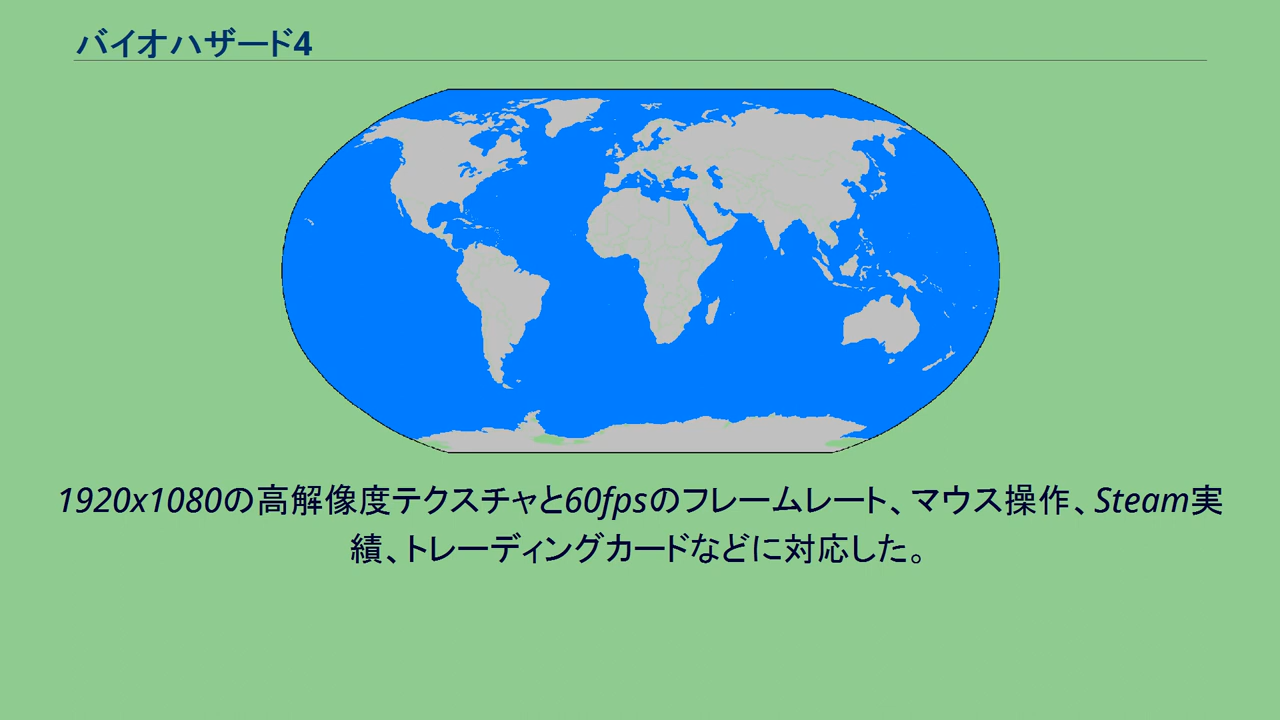 バイオハザード4
1920x1080の高解像度テクスチャと60fpsのフレームレート、マウス操作、Steam実
績、トレーディングカードなどに対応した。